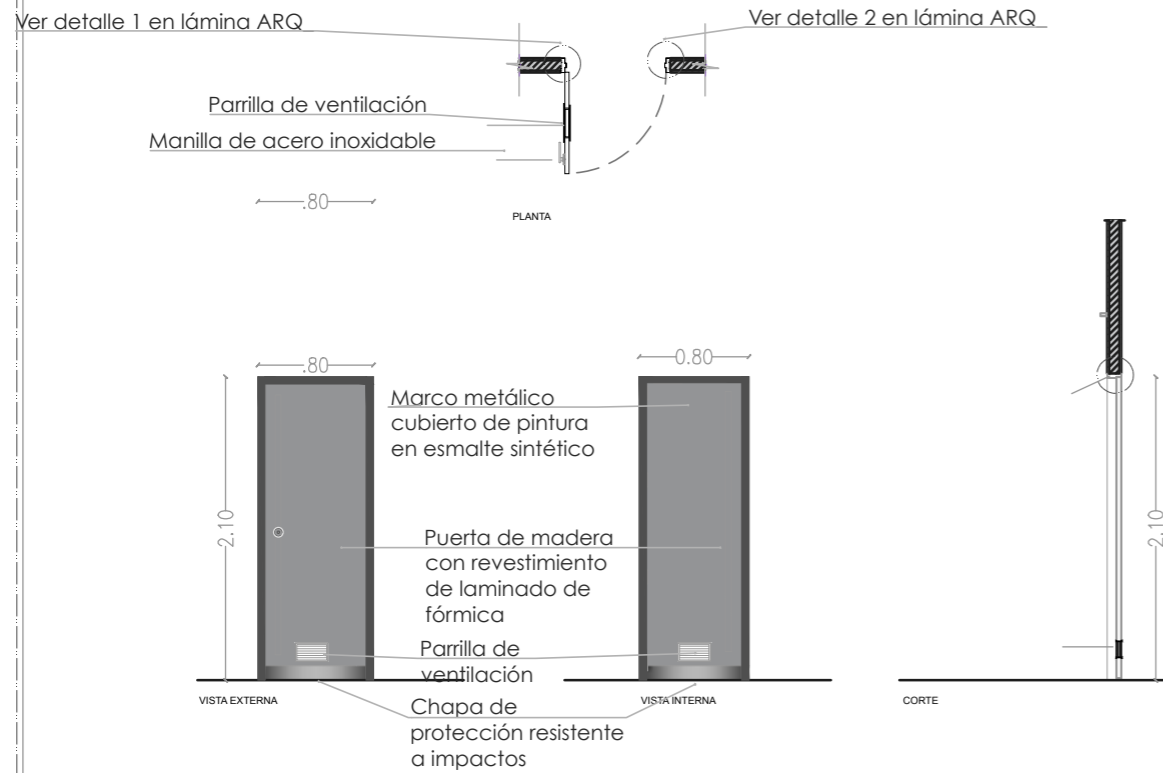 Ver detalle 1 en lámina ARQ
Ver detalle 2 en lámina ARQ
Parrilla de ventilación
Manilla de acero inoxidable
.80
PLANTA
.80
0.80
Marco metálico
cubierto de pintura
en esmalte sintético
2.10
2.10
Puerta de madera
con revestimiento
de laminado de
fórmica
Parrilla de
ventilación
VISTA EXTERNA
VISTA INTERNA
CORTE
Chapa de
protección resistente
a impactos